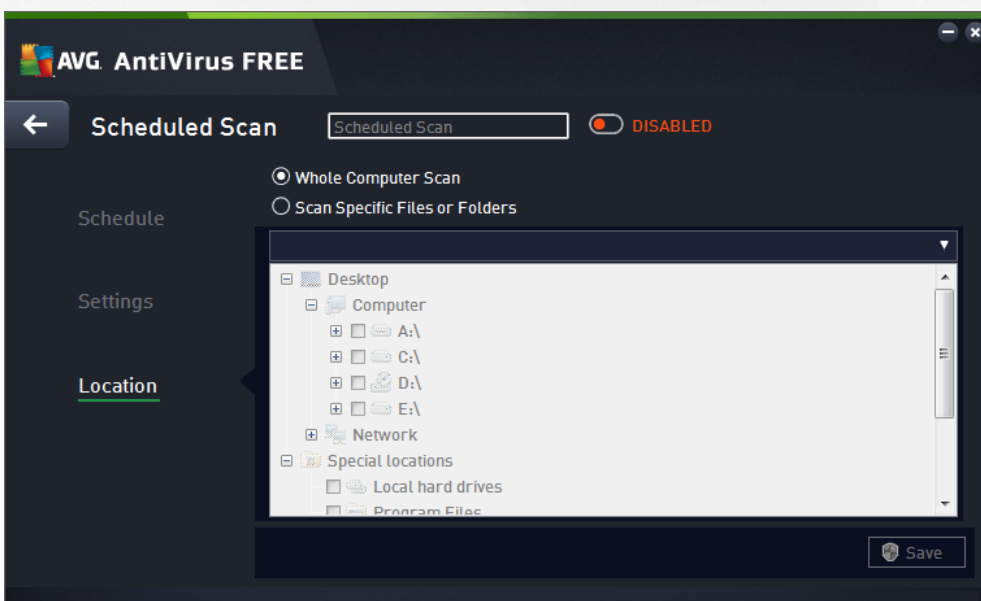 AVG. AntiVirus FREE
Scheduled Scan
Scheduled Scan
DISABLED
Whole Computer Scan
Scan Specific Files or Folders
Schedule
Settings
Location
Desktop
Computer
A:\
C:\
D:\
E:\
Network
Special locations
Local hard drives
Program Files
Save